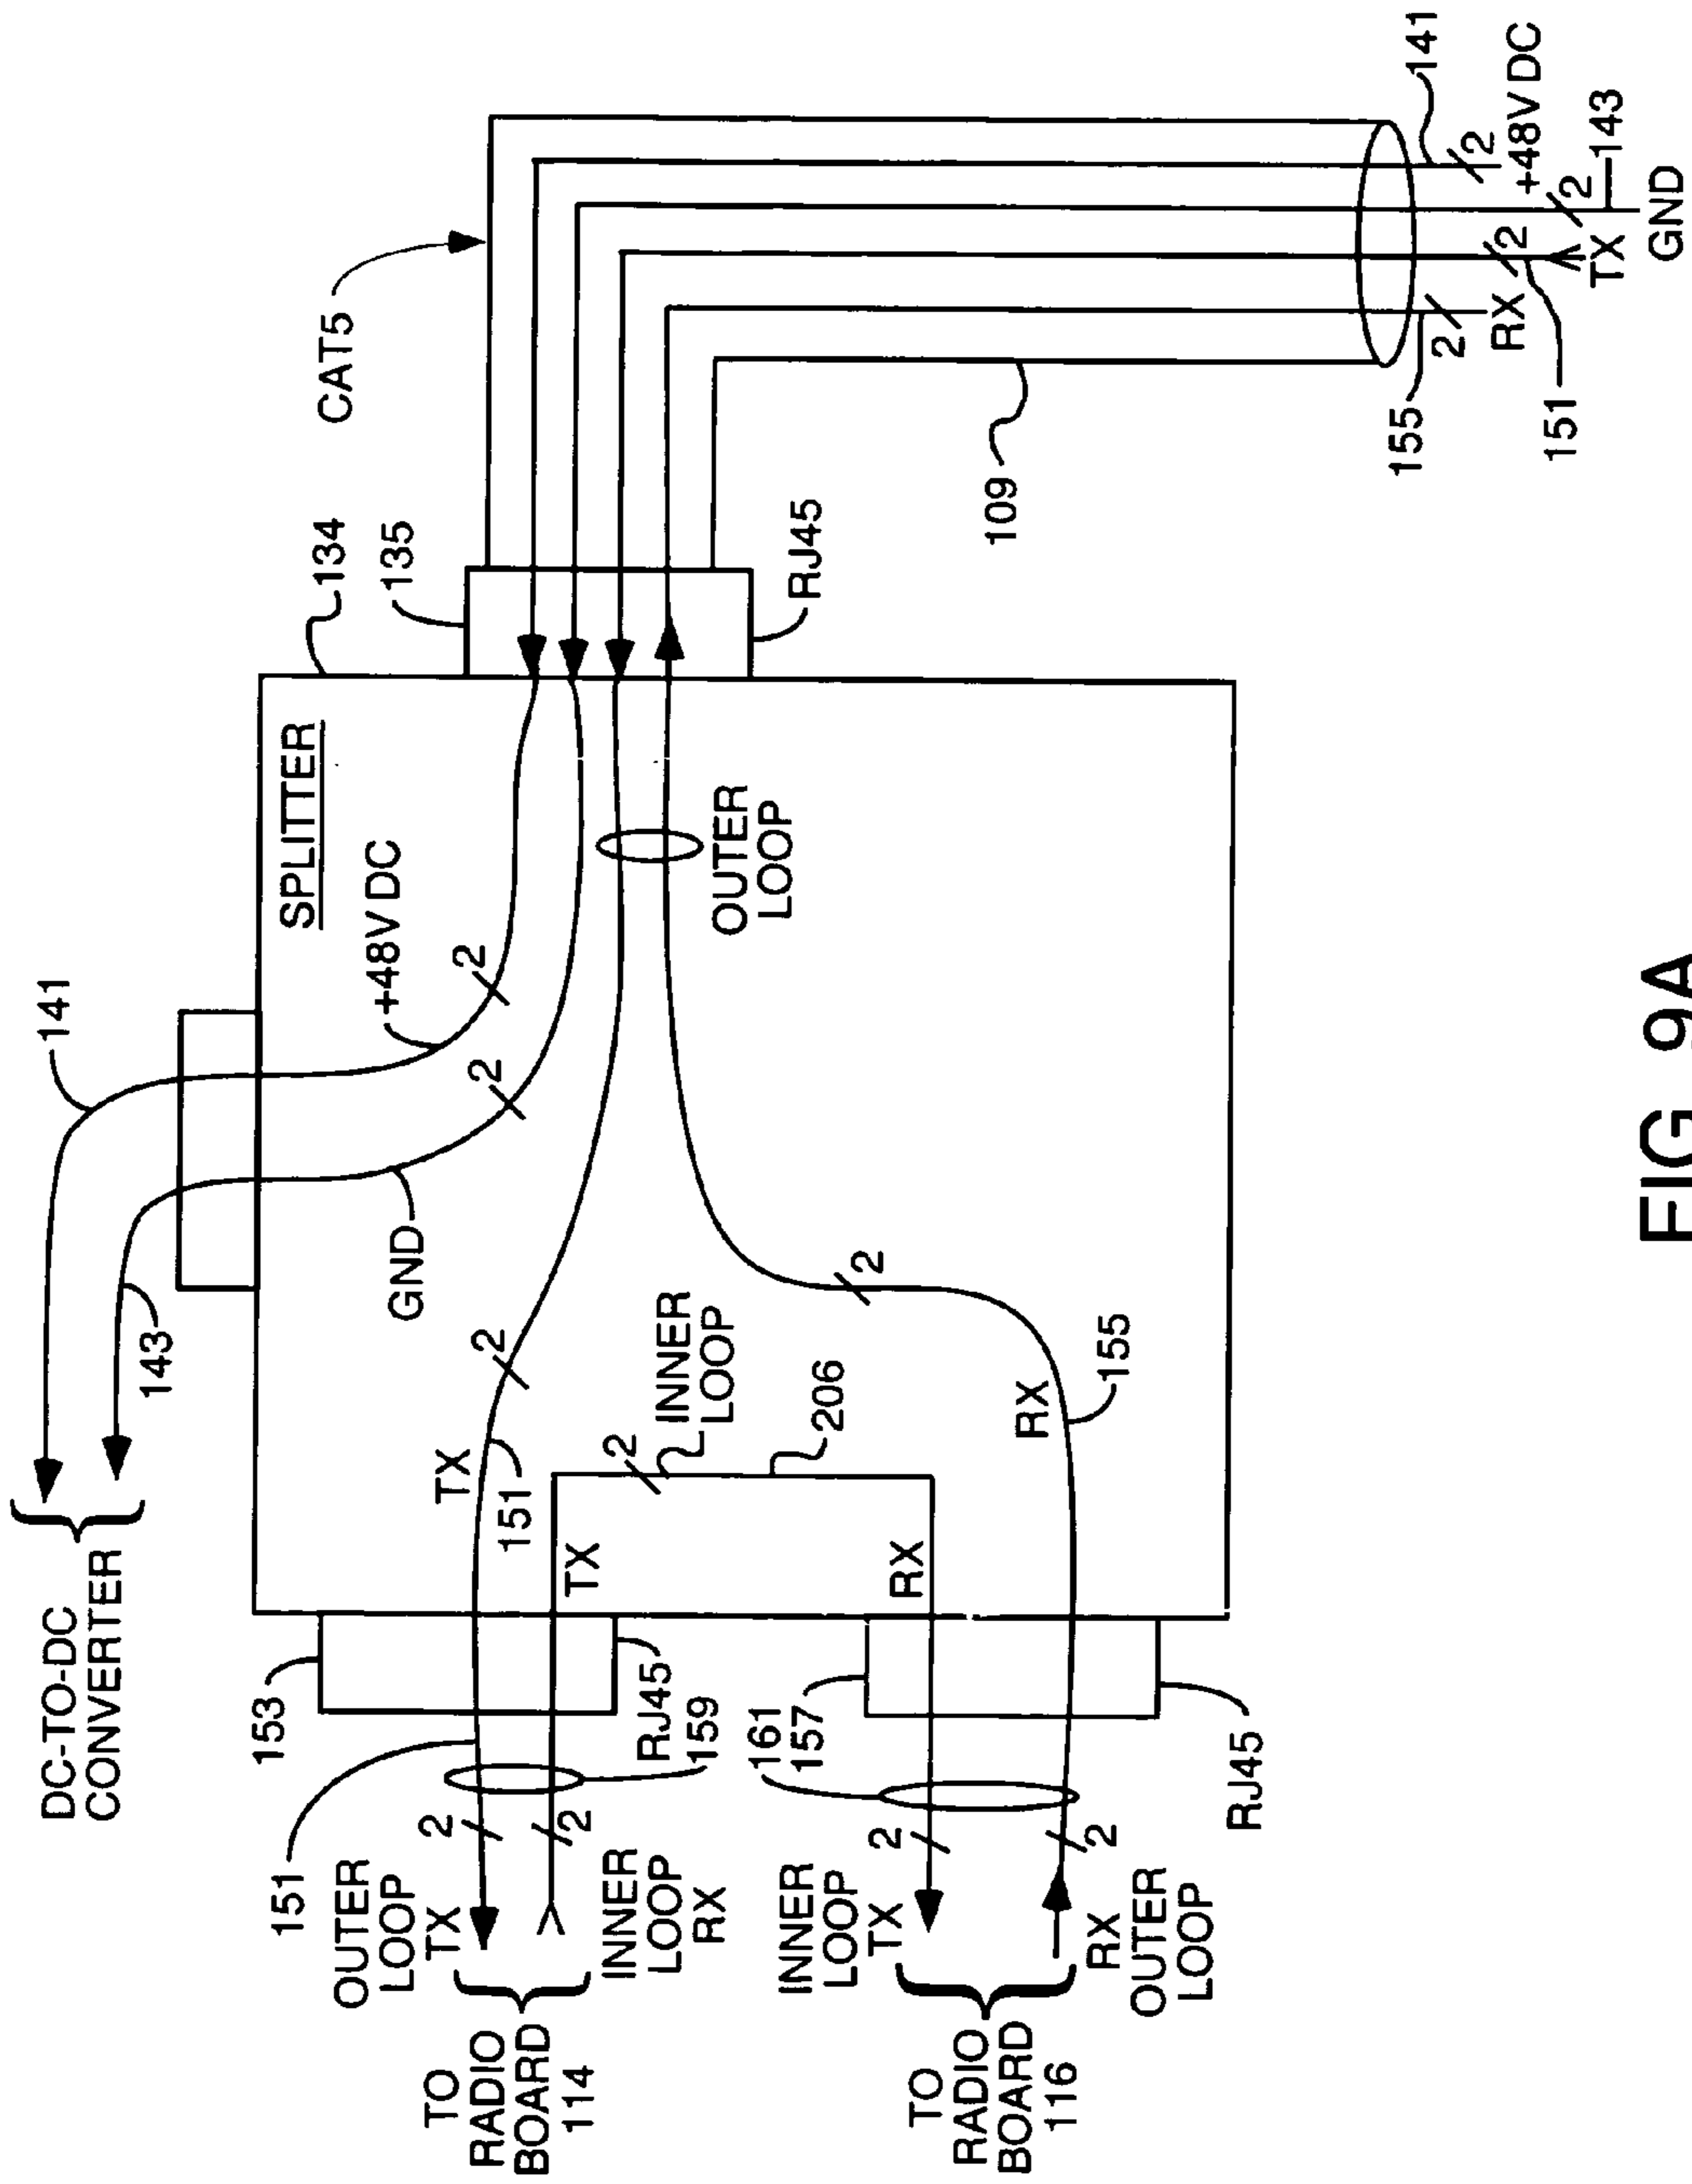 DC-TO-DC
CONVERTER
141
143
+48V DC
GND
SPLITTER
134
135
RJ45
CAT5
109
141
+48V DC
143
GND
TX
151
RX
155
2
2
2
2
2
2
2
2
OUTER
LOOP
TX
151
TX
INNER
LOOP
2
206
RX
RX
155
153
RJ45
159
161
157
RJ45
151
OUTER
LOOP
TX
2
2
INNER
LOOP
RX
INNER
LOOP
TX
2
2
RX
OUTER
LOOP
TO
RADIO
BOARD
114
TO
RADIO
BOARD
116
FIG. 9A